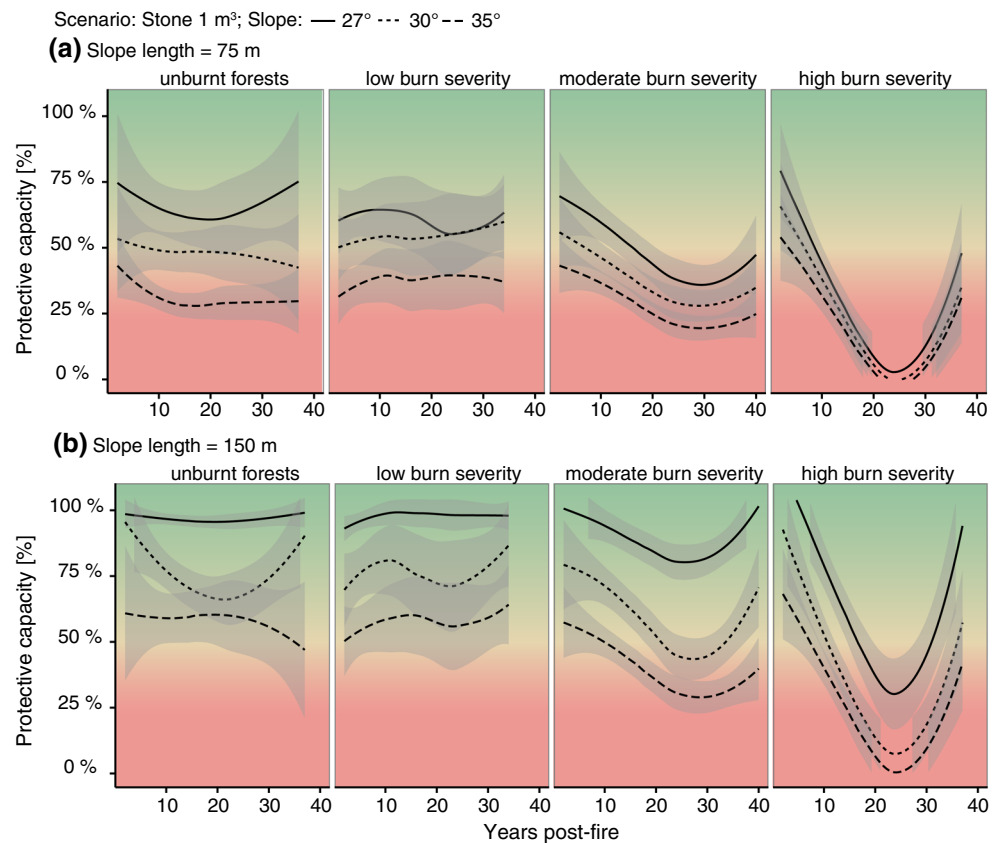 Scenario: Stone 1 m³; Slope: 27° 30° 35°
(a) Slope length = 75 m
unburnt forests low burn severity moderate burn severity high burn severity
100 %
75 %
50 %
25 %
0 %
Protective capacity [%]
10 20 30 40 10 20 30 40 10 20 30 40 10 20 30 40
(b) Slope length = 150 m
unburnt forests low burn severity moderate burn severity high burn severity
100 %
75 %
50 %
25 %
0 %
Protective capacity [%]
10 20 30 40 10 20 30 40 10 20 30 40 10 20 30 40
Years post-fire